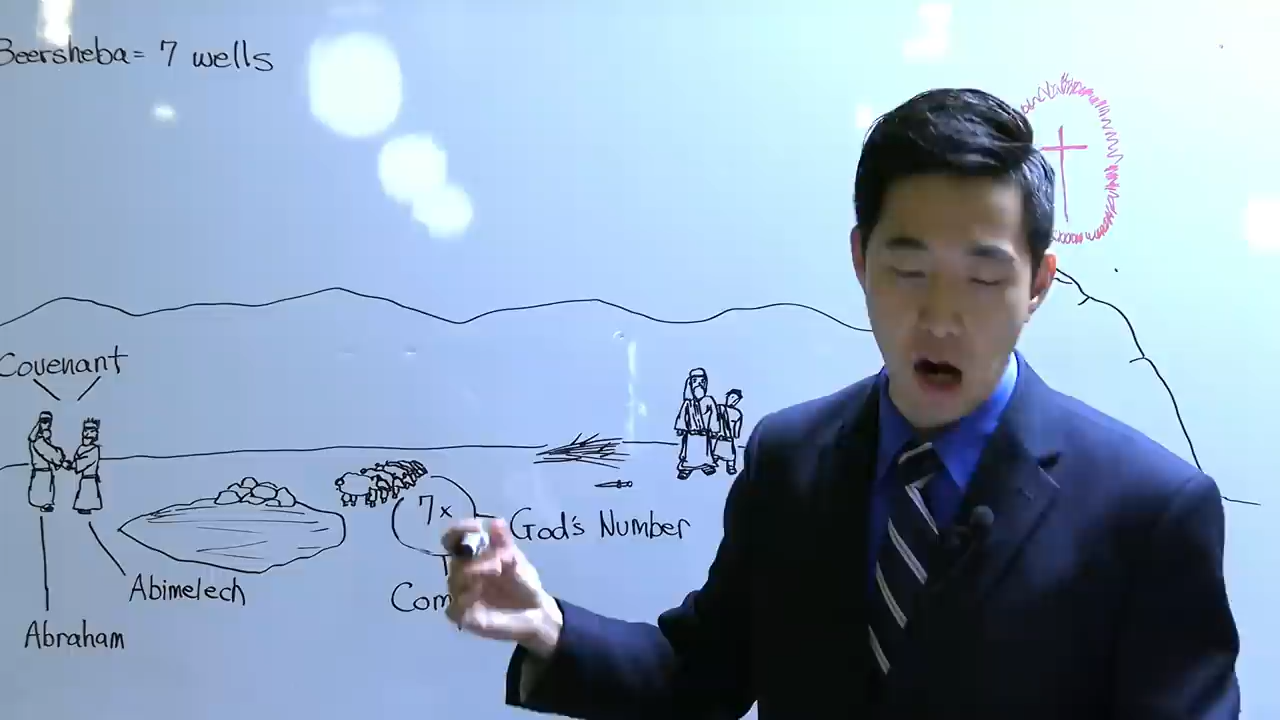 Beersheba= 7 wells
Covenant
7x
God's Number
Abimelech
Abraham